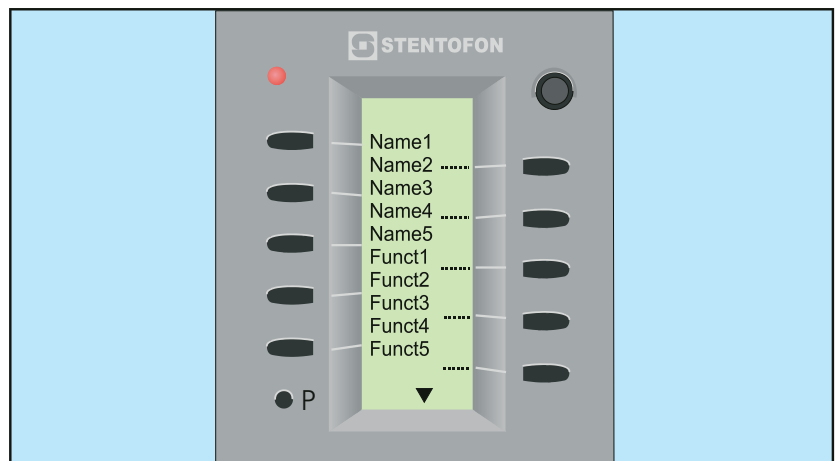 STENTOFON
Name1
Name2
Name3
Name4
Name5
Funct1
Funct2
Funct3
Funct4
Funct5
P